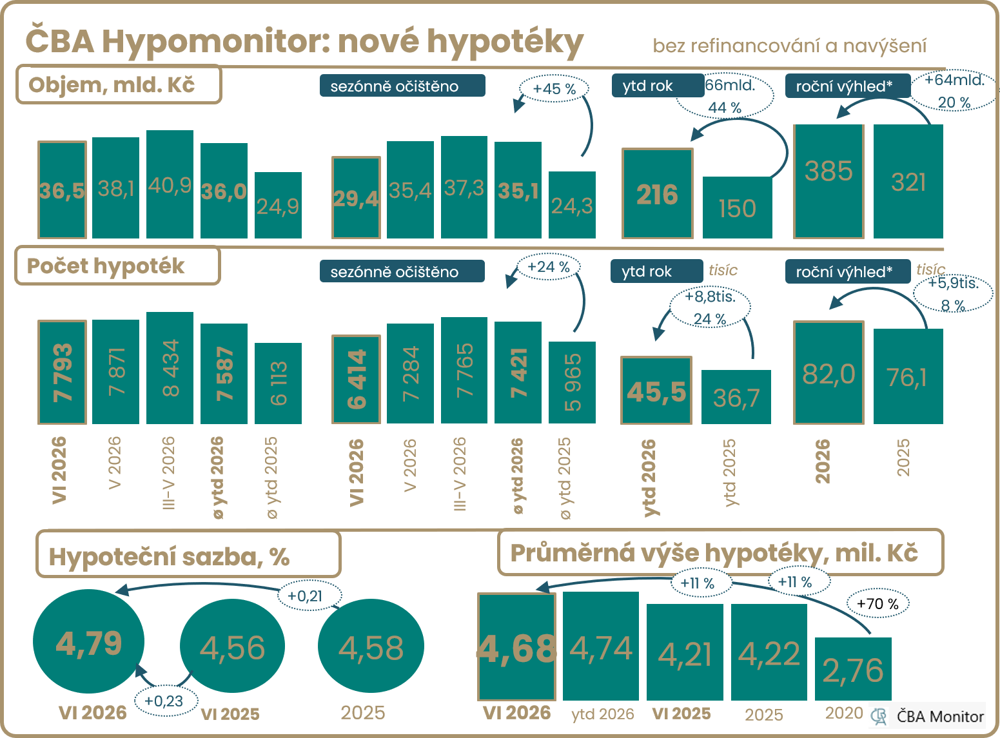 ČBA Hypomonitor: nové hypotéky
bez refinancování a navýšení
Objem, mld. Kč
sezónně očištěno
+45 %
ytd rok
66mld.
44 %
roční výhled*
+64mld.
20 %
36,5
38,1
40,9
36,0
24,9
29,4
35,4
37,3
35,1
24,3
216
150
385
321
Počet hypoték
sezónně očištěno
+24 %
ytd rok
tisíc
+8,8tis.
24 %
roční výhled*
tisíc
+5,9tis.
8 %
7 793
7 871
8 434
7 587
6 113
6 414
7 284
7 765
7 421
5 965
45,5
36,7
82,0
76,1
VI 2026
V 2026
III-V 2026
ø ytd 2026
ø ytd 2025
VI 2026
V 2026
III-V 2026
ø ytd 2026
ø ytd 2025
ytd 2026
ytd 2025
2026
2025
Hypoteční sazba, %
+0,21
4,79
4,56
4,58
+0,23
VI 2026
VI 2025
2025
Průměrná výše hypotéky, mil. Kč
+11 %
+11 %
+70 %
4,68
4,74
4,21
4,22
2,76
VI 2026
ytd 2026
VI 2025
2025
2020
ČBA Monitor